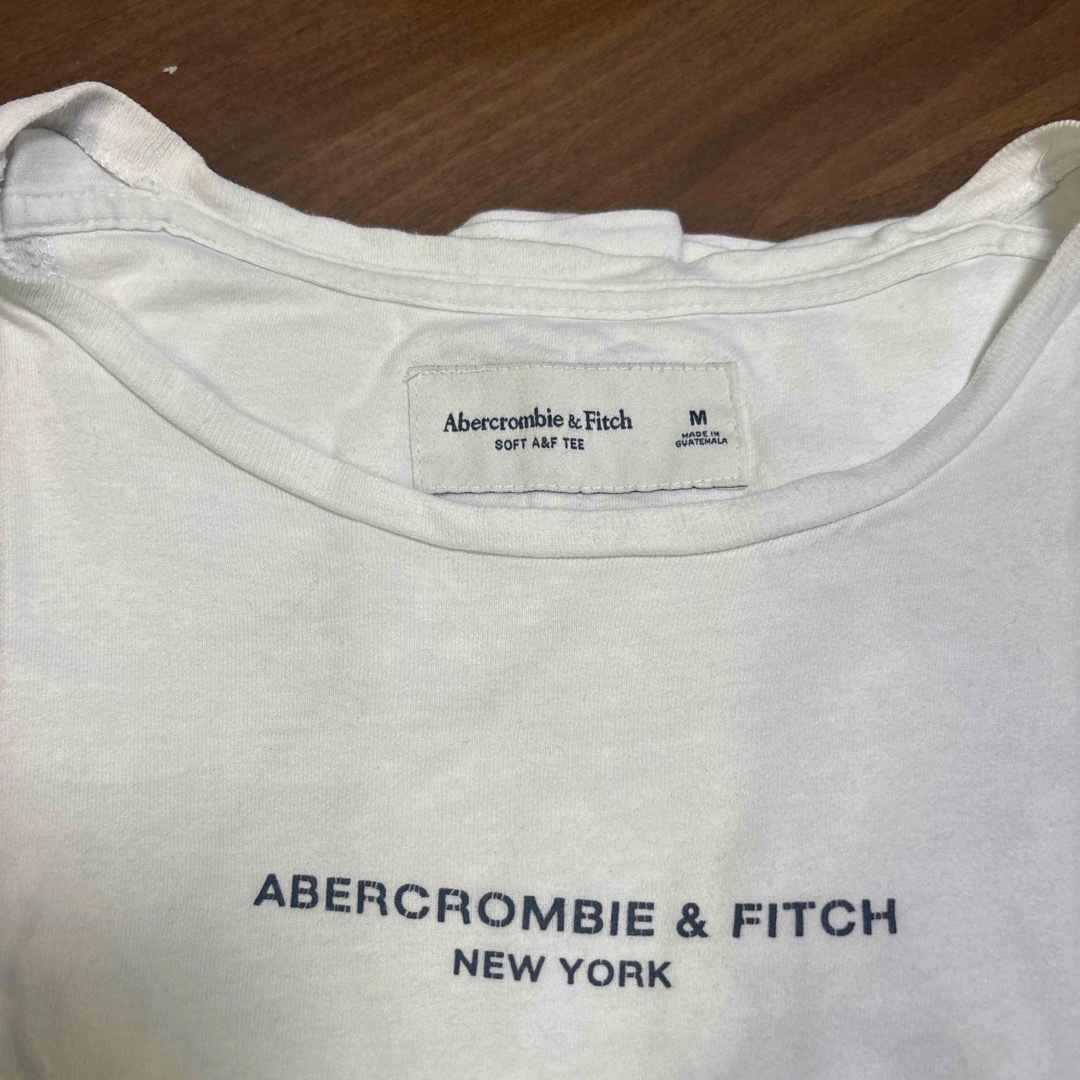 Abercrombie & Fitch
SOFT A&F TEE
M
MADE IN
GUATEMALA
ABERCROMBIE & FITCH
NEW YORK